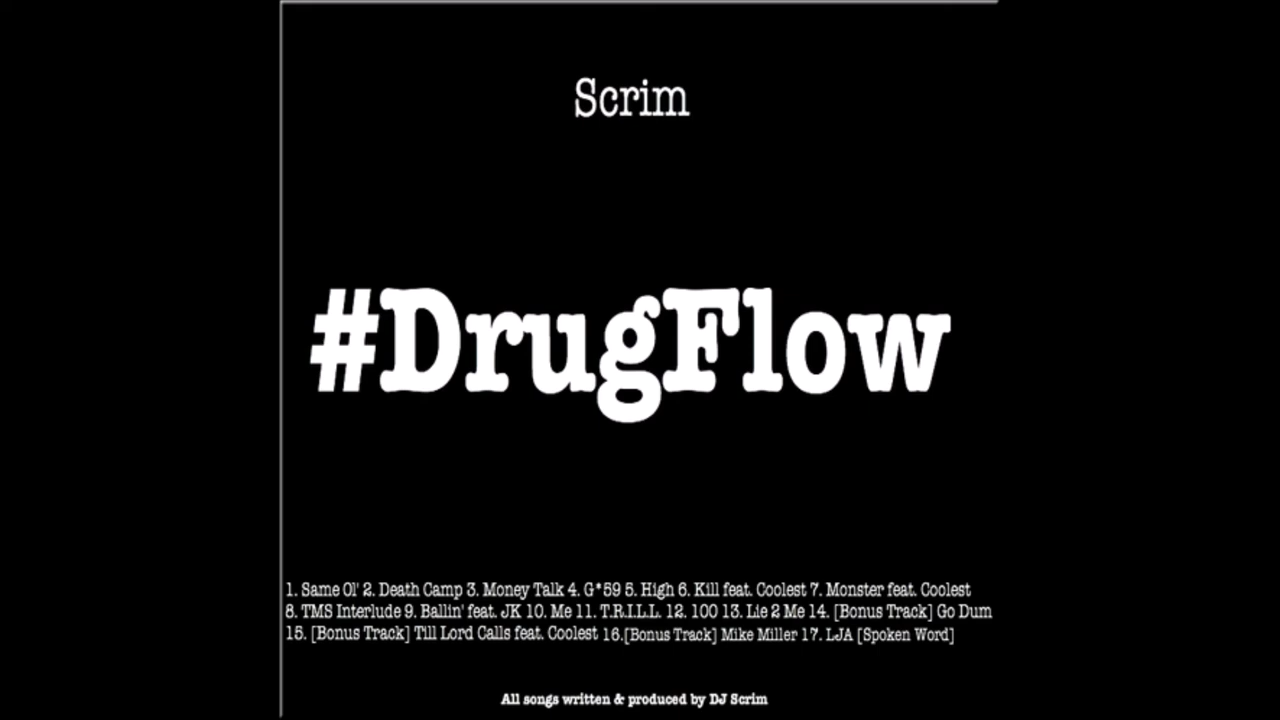 Scrim
#DrugFlow
1. Same Ol' 2. Death Camp 3. Money Talk 4. G*59 5. High 6. Kill feat. Coolest 7. Monster feat. Coolest
8. TMS Interlude 9. Ballin' feat. JK 10. Me 11. T.R.I.L.L. 12. 100 13. Lie 2 Me 14. [Bonus Track] Go Dum
15. [Bonus Track] Till Lord Calls feat. Coolest 16.[Bonus Track] Mike Miller 17. LJA [Spoken Word]
All songs written & produced by DJ Scrim